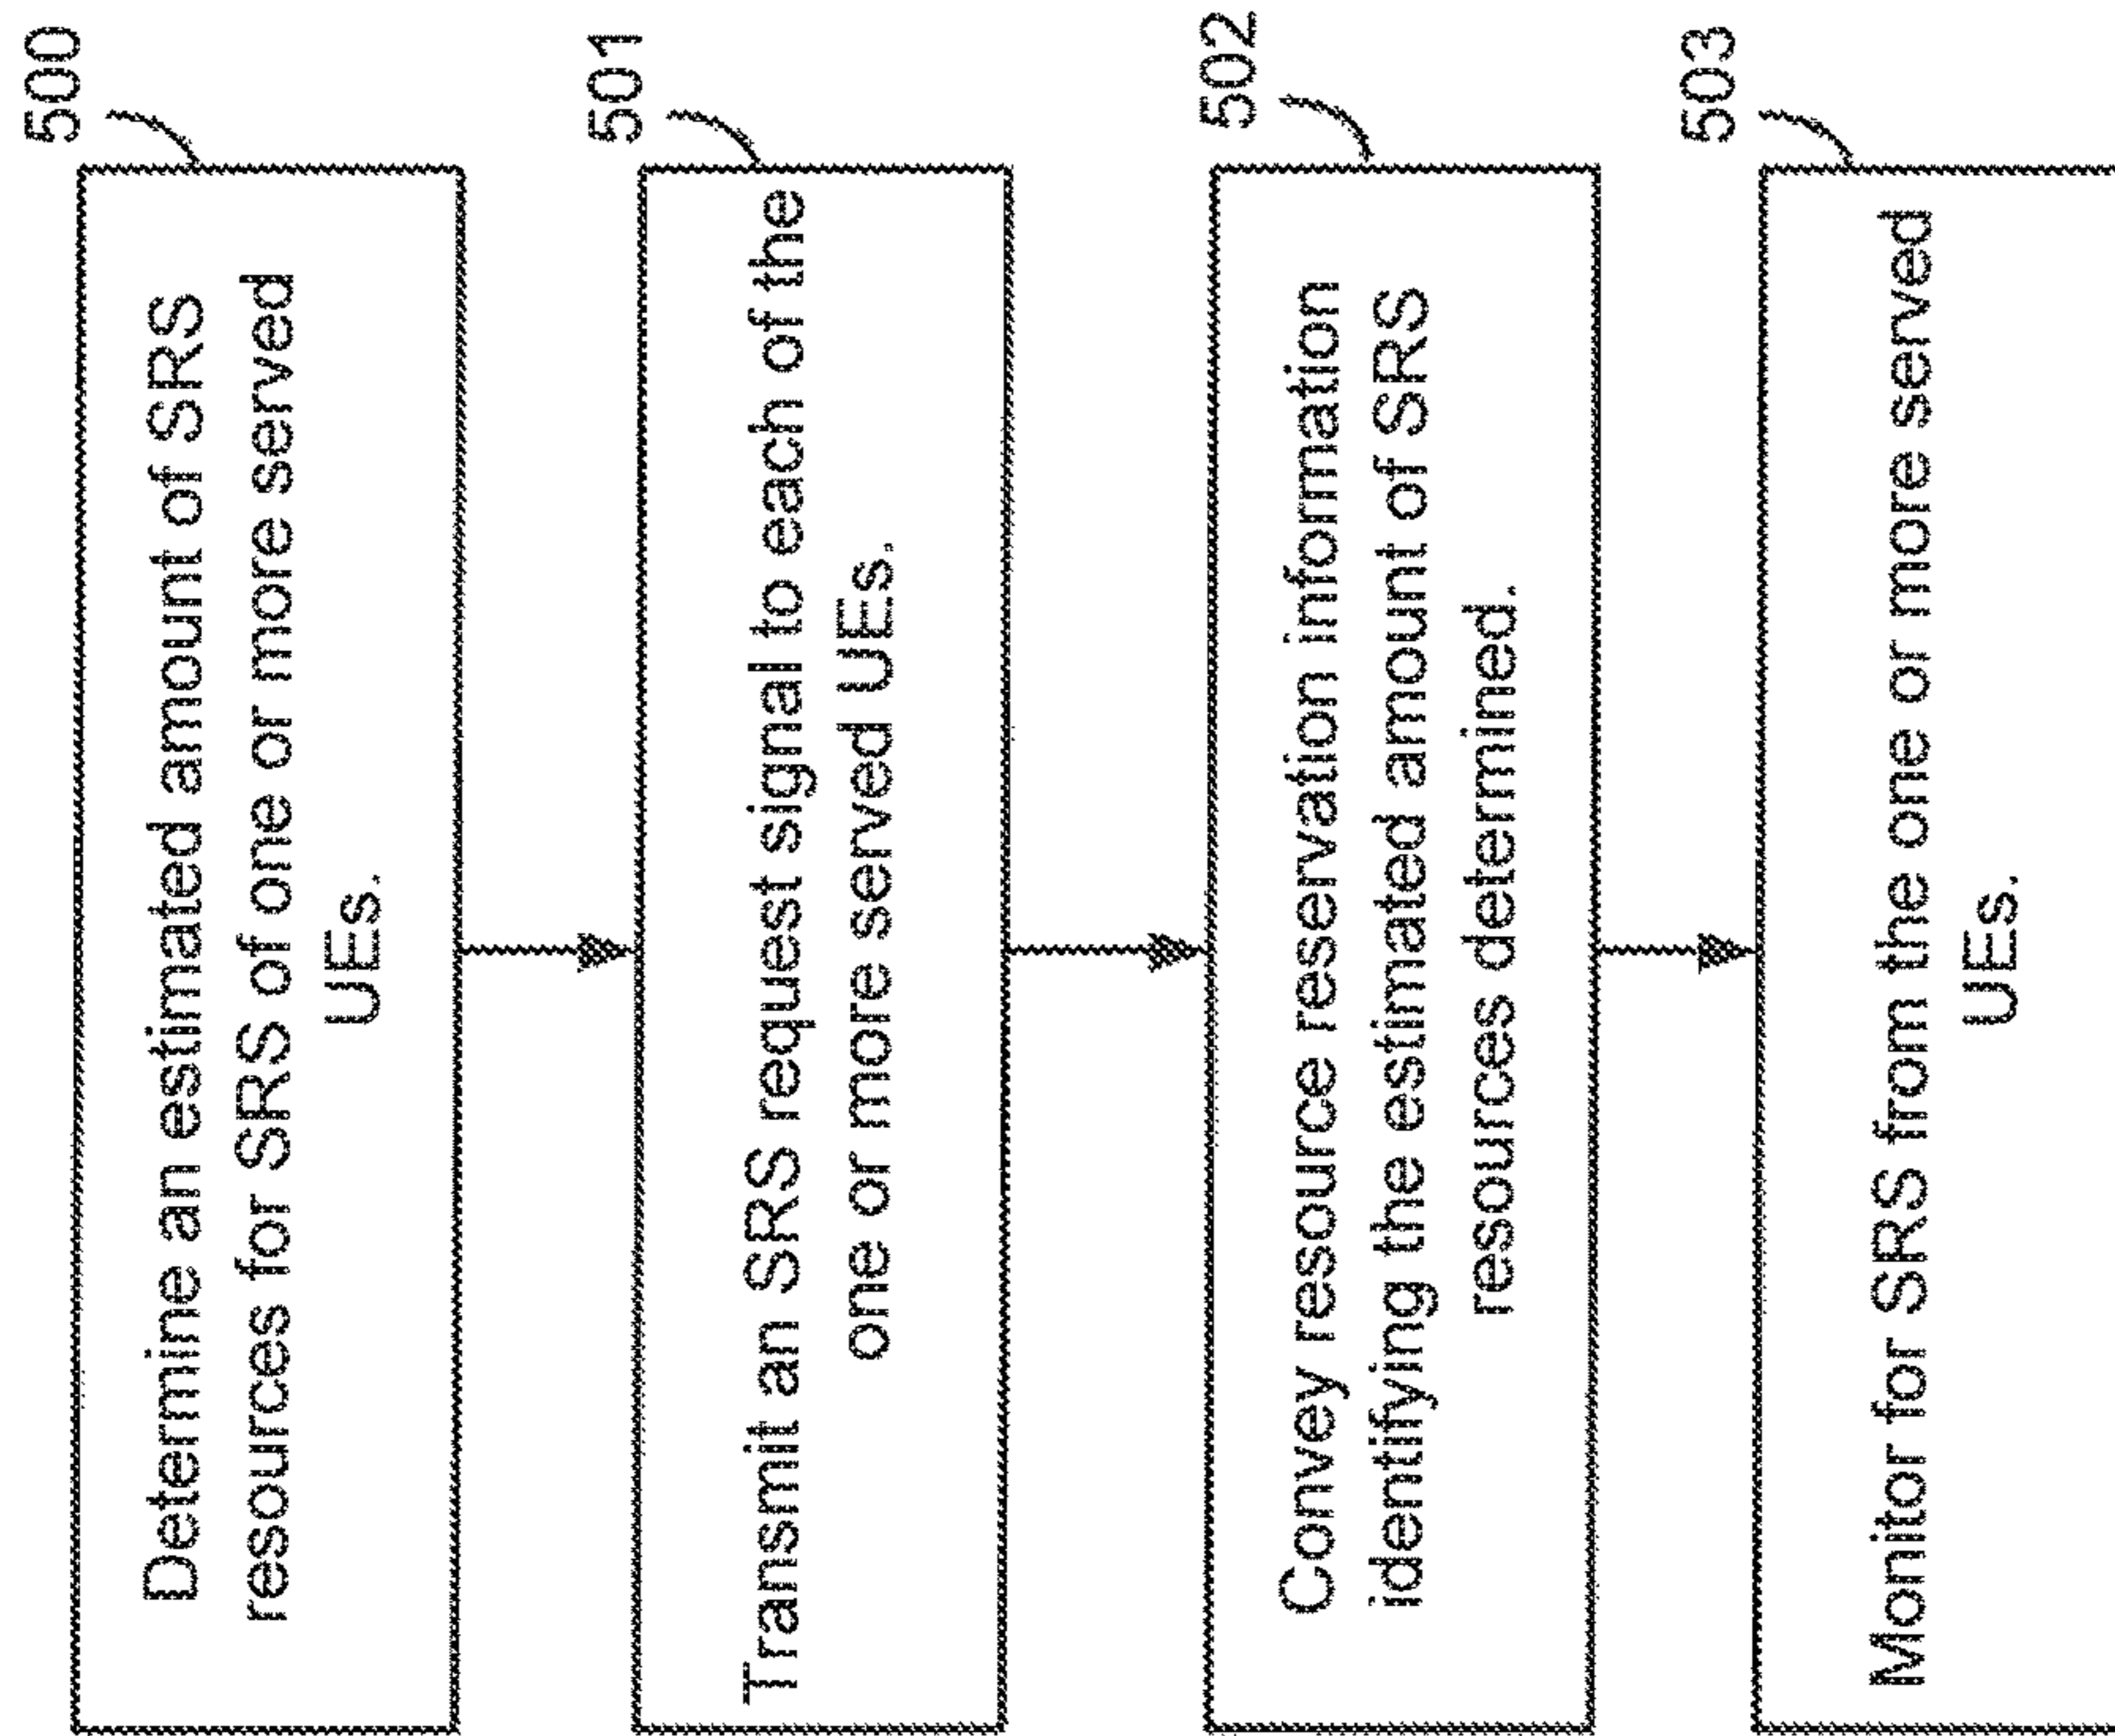 500
Determine an estimated amount of SRS
resources for SRS of one or more served
UEs.
501
Transmit an SRS request signal to each of the
one or more served UEs.
502
Convey resource reservation information
identifying the estimated amount of SRS
resources determined.
503
Monitor for SRS from the one or more served
UEs.